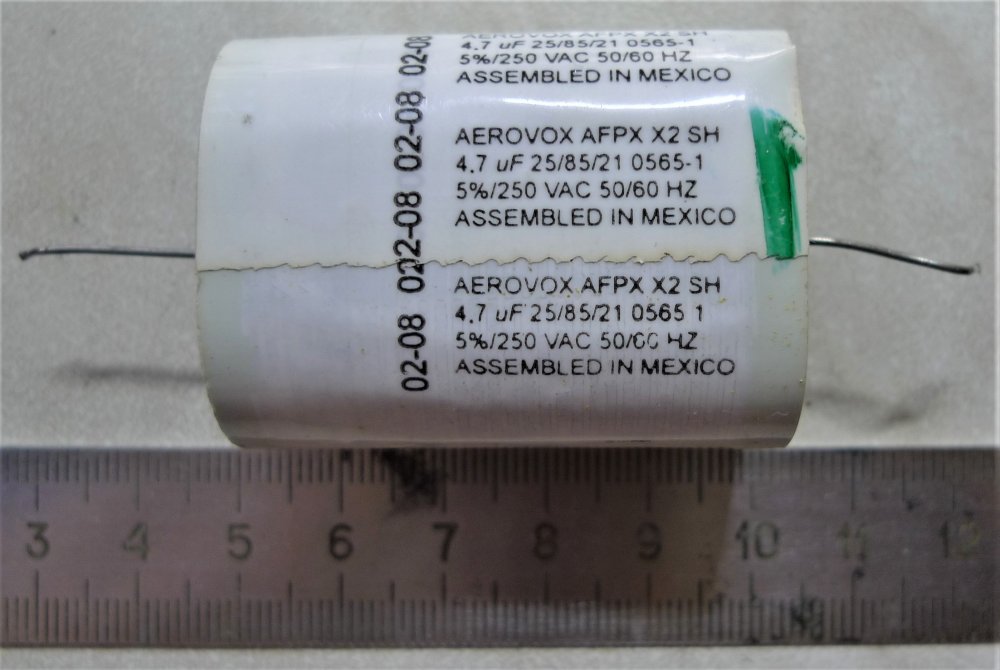 AEROVOX AFPX X2 SH
4.7 uF 25/85/21 0565-1
5%/250 VAC 50/60 HZ
ASSEMBLED IN MEXICO
02-08
02-08
AEROVOX AFPX X2 SH
4.7 uF 25/85/21 0565-1
5%/250 VAC 50/60 HZ
ASSEMBLED IN MEXICO
02-08
AEROVOX AFPX X2 SH
4.7 uF 25/85/21 0565 1
5%/250 VAC 50/60 HZ
ASSEMBLED IN MEXICO
02-08
3 4 5 6 7 8 9 10 11 12